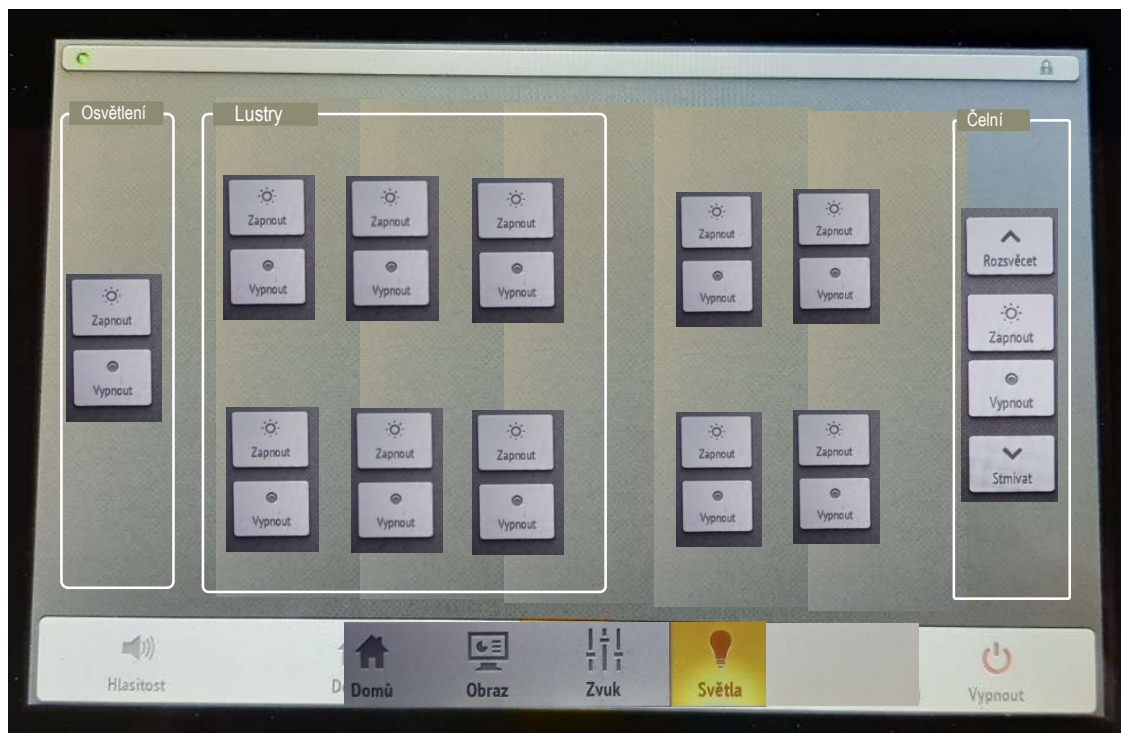 Osvětlení
Lustry
Čelní
Zapnout
Vypnout
Zapnout
Zapnout
Zapnout
Vypnout
Vypnout
Vypnout
Zapnout
Zapnout
Zapnout
Vypnout
Vypnout
Vypnout
Zapnout
Zapnout
Vypnout
Vypnout
Zapnout
Zapnout
Vypnout
Vypnout
Rozsvěcet
Zapnout
Vypnout
Stmívat
Hlasitost
Domů
Obraz
Zvuk
Světla
Vypnout